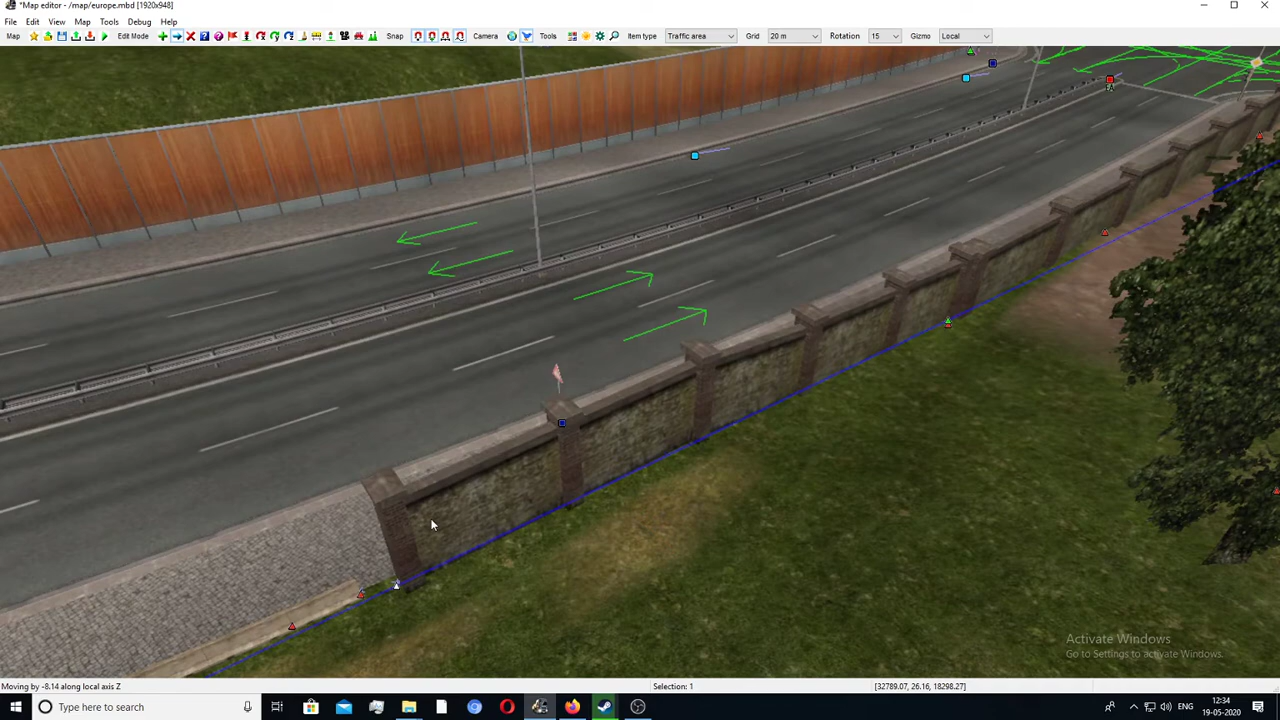 *Map editor - /map/europe.mbd [1920x948]
File Edit View Map Tools Debug Help
Map Edit Mode Snap Camera Tools Item type Traffic area Grid 20 m Rotation 15 Gizmo Local
Activate Windows
Go to Settings to activate Windows.
Moving by -8.14 along local axis Z Selection: 1 [32789.07, 26.16, 18298.27]
Type here to search
ENG
12:34
19-05-2020